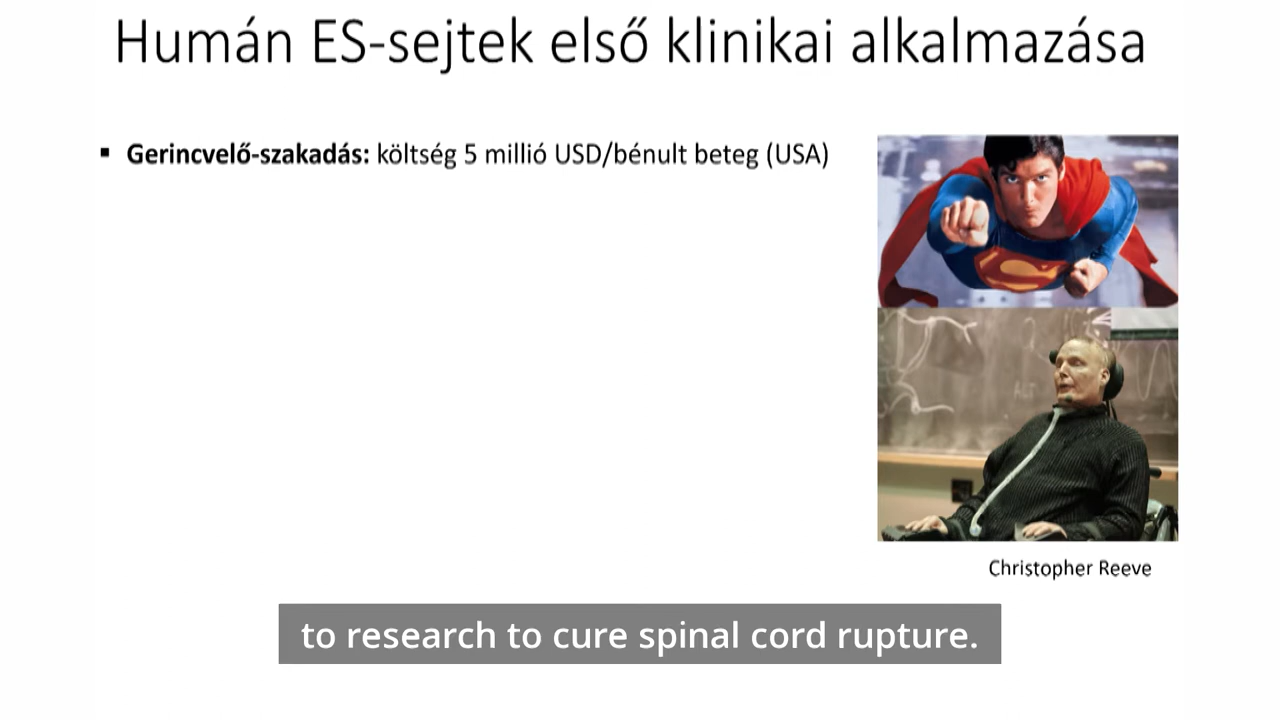 Humán ES-sejtek első klinikai alkalmazása
▪ Gerincvelő-szakadás: költség 5 millió USD/bénult beteg (USA)
Christopher Reeve
to research to cure spinal cord rupture.